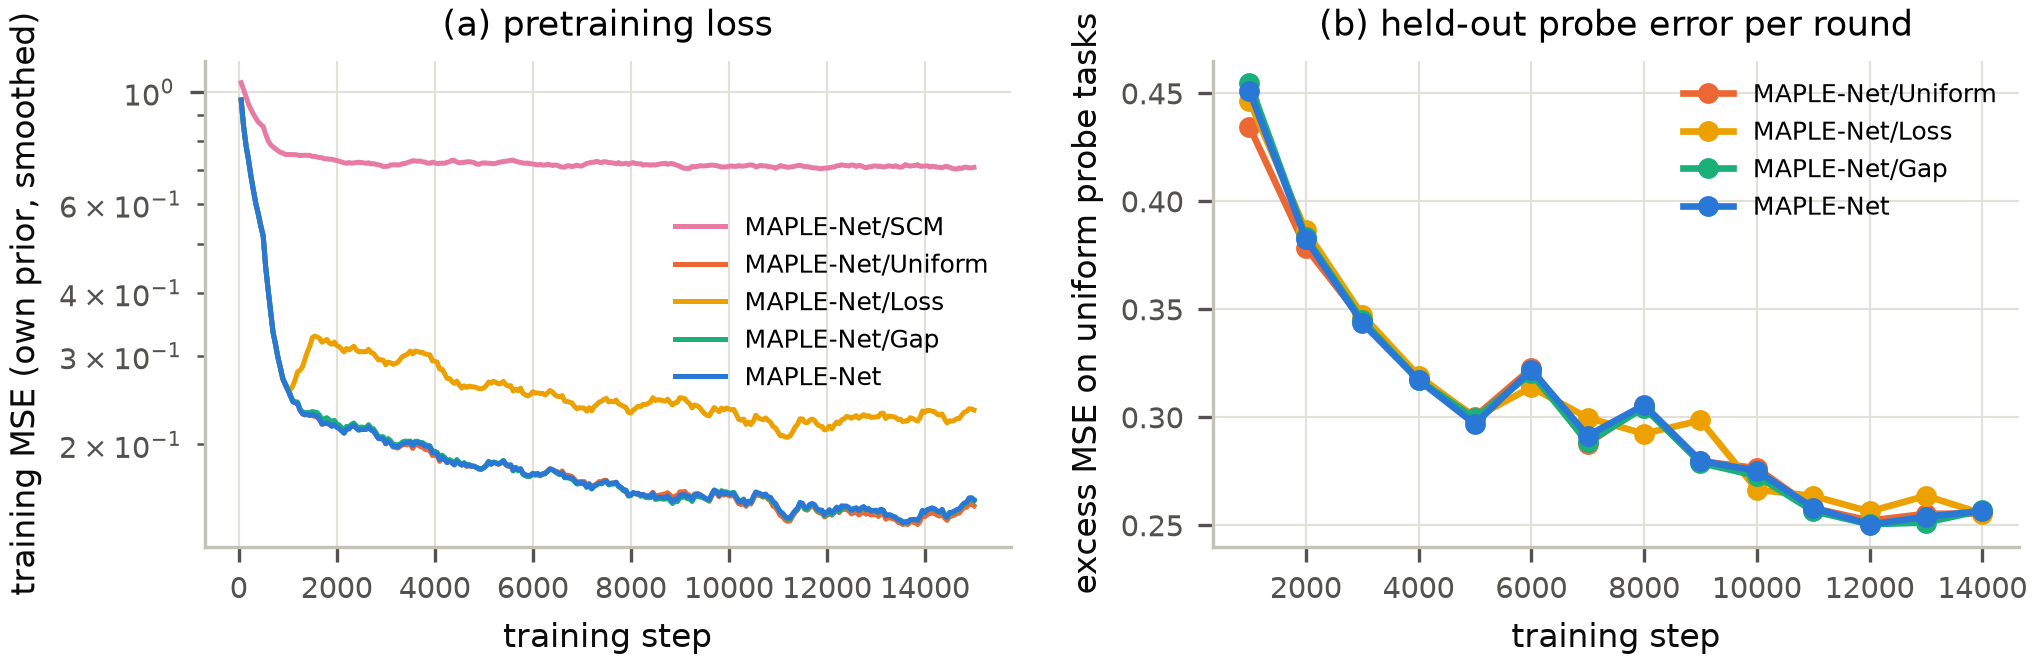 (a) pretraining loss
training MSE (own prior, smoothed)
10⁰
6 × 10⁻¹
4 × 10⁻¹
3 × 10⁻¹
2 × 10⁻¹
MAPLE-Net/SCM
MAPLE-Net/Uniform
MAPLE-Net/Loss
MAPLE-Net/Gap
MAPLE-Net
0 2000 4000 6000 8000 10000 12000 14000
training step
(b) held-out probe error per round
excess MSE on uniform probe tasks
0.45
0.40
0.35
0.30
0.25
MAPLE-Net/Uniform
MAPLE-Net/Loss
MAPLE-Net/Gap
MAPLE-Net
2000 4000 6000 8000 10000 12000 14000
training step